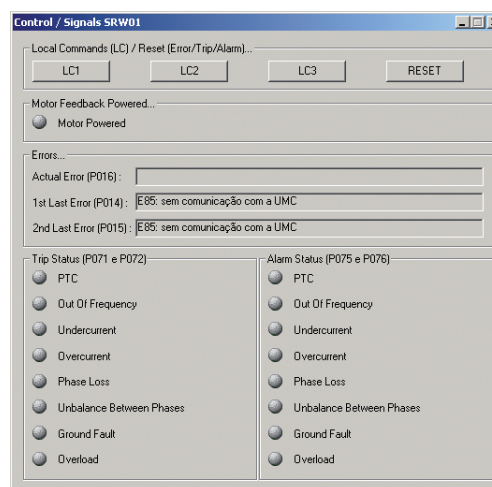 Control / Signals SRW01
Local Commands (LC) / Reset (Error/Trip/Alarm)...
LC1 LC2 LC3 RESET
Motor Feedback Powered...
Motor Powered
Errors...
Actual Error (P016) :
1st Last Error (P014) : E85: sem comunicação com a UMC
2nd Last Error (P015) : E85: sem comunicação com a UMC
Trip Status (P071 e P072)
PTC
Out Of Frequency
Undercurrent
Overcurrent
Phase Loss
Unbalance Between Phases
Ground Fault
Overload
Alarm Status (P075 e P076)
PTC
Out Of Frequency
Undercurrent
Overcurrent
Phase Loss
Unbalance Between Phases
Ground Fault
Overload